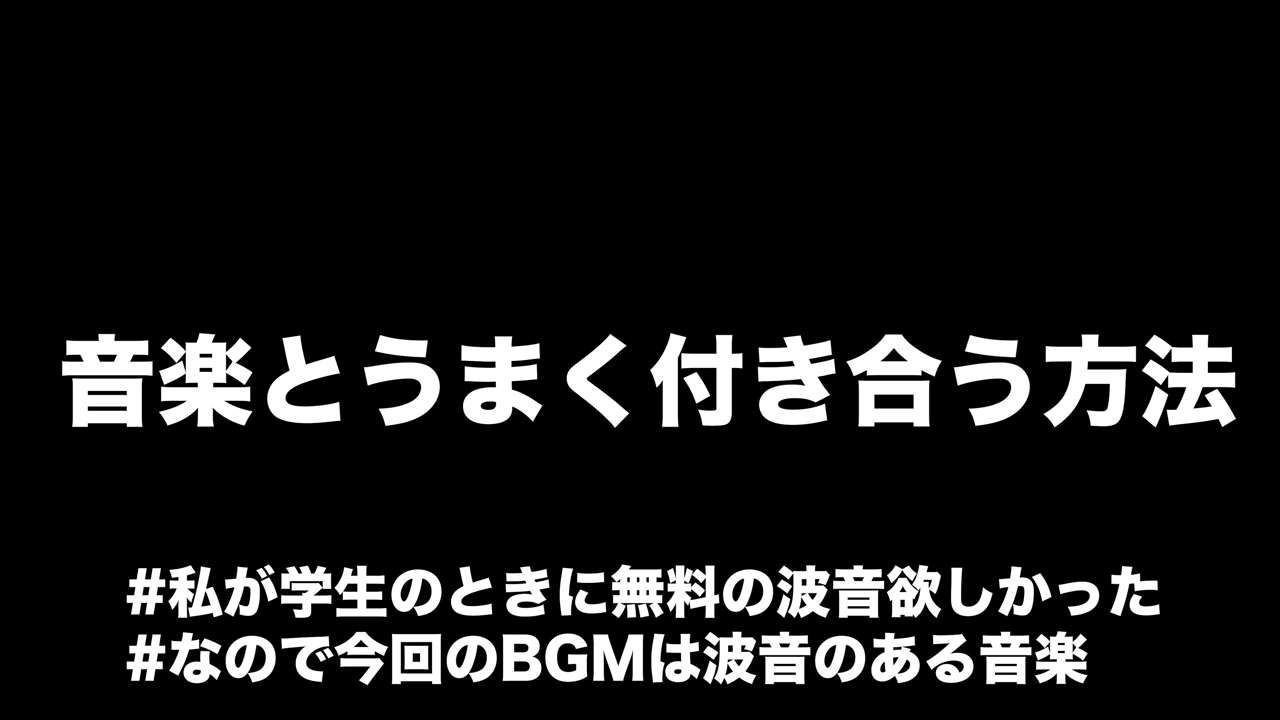 音楽とうまく付き合う方法
#私が学生のときに無料の波音欲しかった
#なので今回のBGMは波音のある音楽